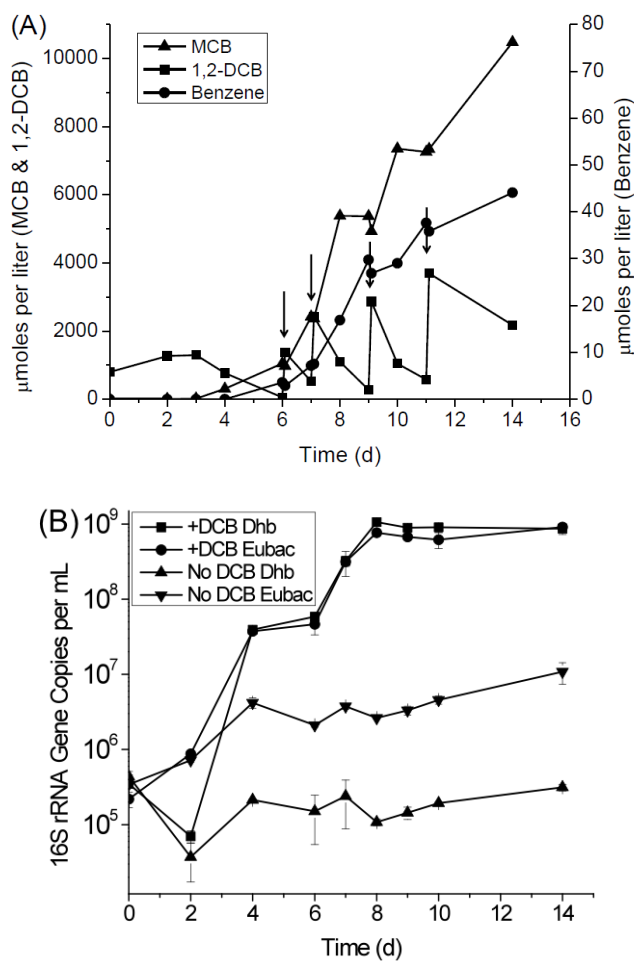 (A)
MCB
1,2-DCB
Benzene
μmoles per liter (MCB & 1,2-DCB)
10000
8000
6000
4000
2000
0
80
70
60
50
40
30
20
10
0
μmoles per liter (Benzene)
0 2 4 6 8 10 12 14 16
Time (d)
(B)
+DCB Dhb
+DCB Eubac
No DCB Dhb
No DCB Eubac
16S rRNA Gene Copies per mL
10⁹
10⁸
10⁷
10⁶
10⁵
0 2 4 6 8 10 12 14
Time (d)